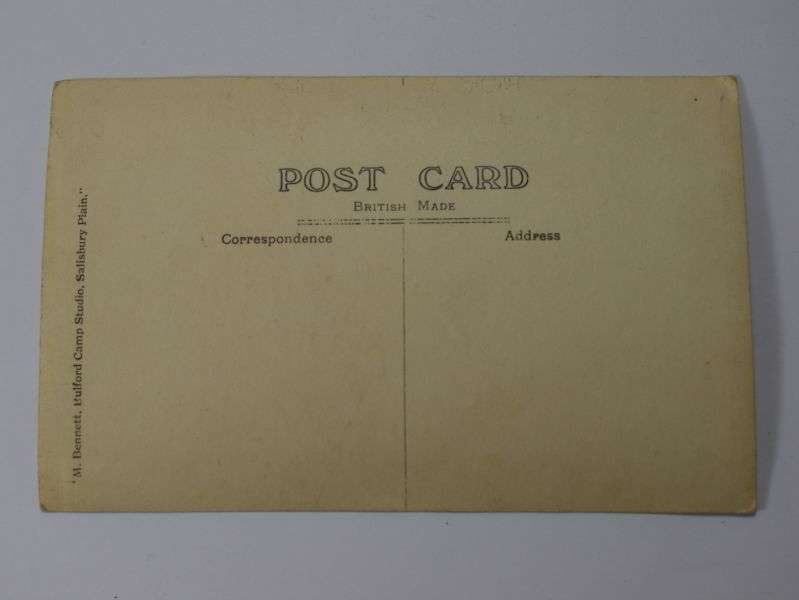 POST CARD
BRITISH MADE
Correspondence
Address
"M. Bennett, Bulford Camp Studio, Salisbury Plain."